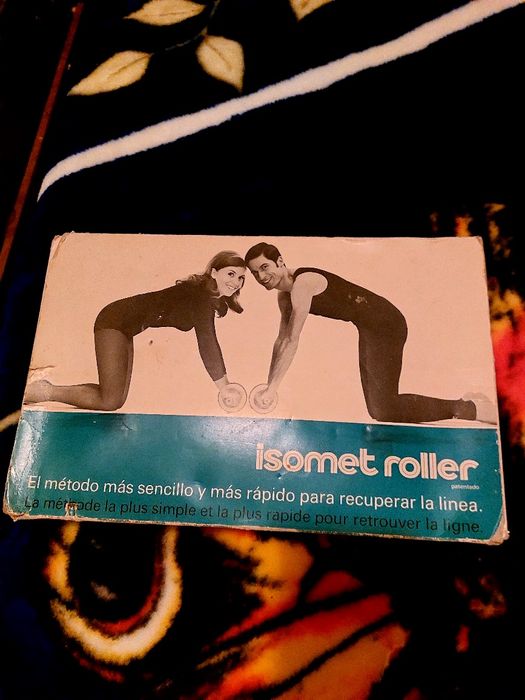 isomet roller
patentado
El método más sencillo y más rápido para recuperar la linea.
La méthode la plus simple et la plus rapide pour retrouver la ligne.